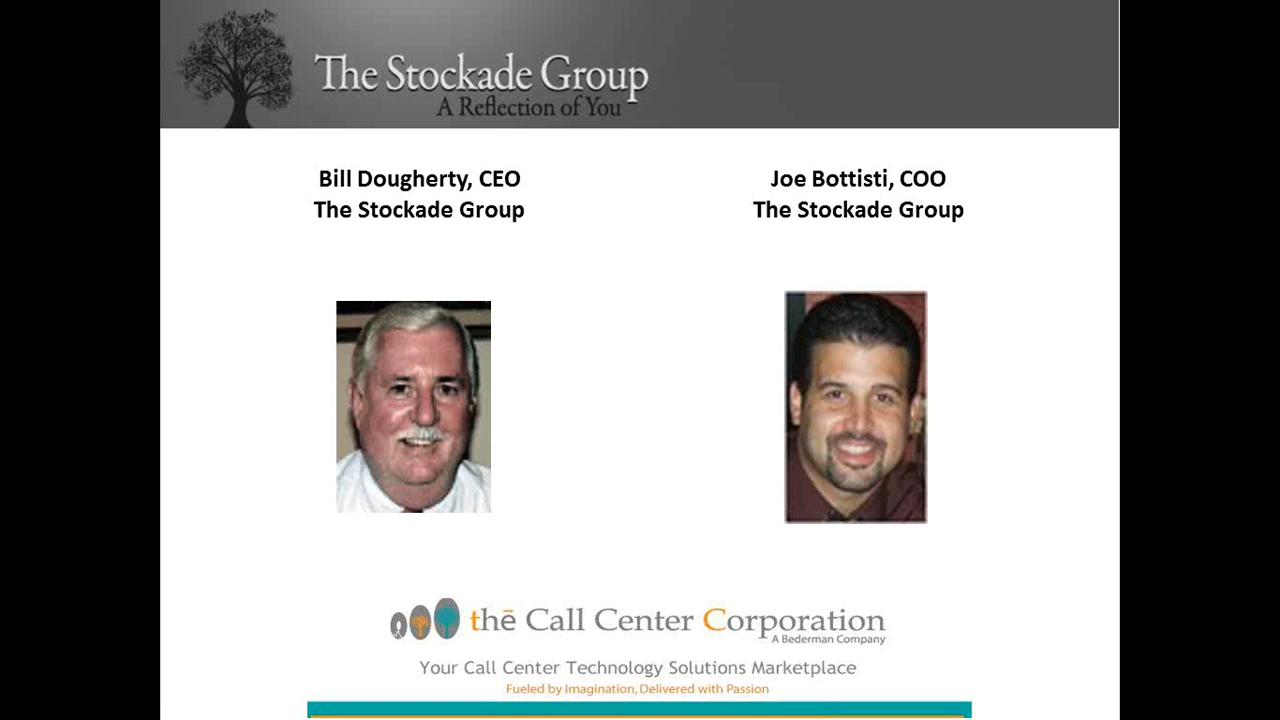 The Stockade Group
A Reflection of You
Bill Dougherty, CEO
The Stockade Group
Joe Bottisti, COO
The Stockade Group
thē Call Center Corporation
A Bederman Company
Your Call Center Technology Solutions Marketplace
Fueled by Imagination, Delivered with Passion